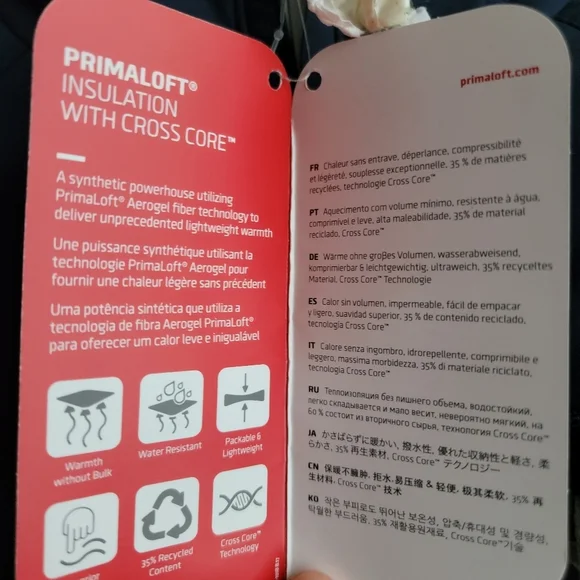 PRIMALOFT®
INSULATION
WITH CROSS CORE™
A synthetic powerhouse utilizing
PrimaLoft® Aerogel fiber technology to
deliver unprecedented lightweight warmth
Une puissance synthétique utilisant la
technologie PrimaLoft® Aerogel pour
fournir une chaleur légère sans précédent
Uma potência sintética que utiliza a
tecnologia de fibra Aerogel PrimaLoft®
para oferecer um calor leve e inigualável
Warmth
without Bulk
Water Resistant
Packable &
Lightweight
35% Recycled
Content
Cross Core™
Technology
primaloft.com
FR Chaleur sans entrave, déperlance, compressibilité
et légèreté, souplesse exceptionnelle, 35 % de matières
recyclées, technologie Cross Core™
PT Aquecimento com volume mínimo, resistente à água,
comprimível e leve, alta maleabilidade, 35% de material
reciclado, Cross Core™
DE Wärme ohne großes Volumen, wasserabweisend,
komprimierbar & leichtgewichtig, ultraweich, 35% recyceltes
Material, Cross Core™ Technologie
ES Calor sin volumen, impermeable, fácil de empacar
y ligero, suavidad superior, 35 % de contenido reciclado,
tecnología Cross Core™
IT Calore senza ingombro, idrorepellente, comprimibile e
leggero, massima morbidezza, 35% di materiale riciclato,
tecnologia Cross Core™
RU Теплоизоляция без лишнего объема, водостойкий,
легко складывается и мало весит, невероятно мягкий, на
60 % состоит из вторичного сырья, технология Cross Core™
JA かさばらずに暖かい, 撥水性, 優れた収納性と軽さ, 柔
らかさ, 35% 再生素材, Cross Core™ テクノロジー
CN 保暖不臃肿, 拒水, 易压缩 & 轻便, 极其柔软, 35% 再
生材料, Cross Core™ 技术
KO 작은 부피로도 뛰어난 보온성, 압축/휴대성 및 경량성,
탁월한 부드러움, 35% 재활용원재료, Cross Core™기술